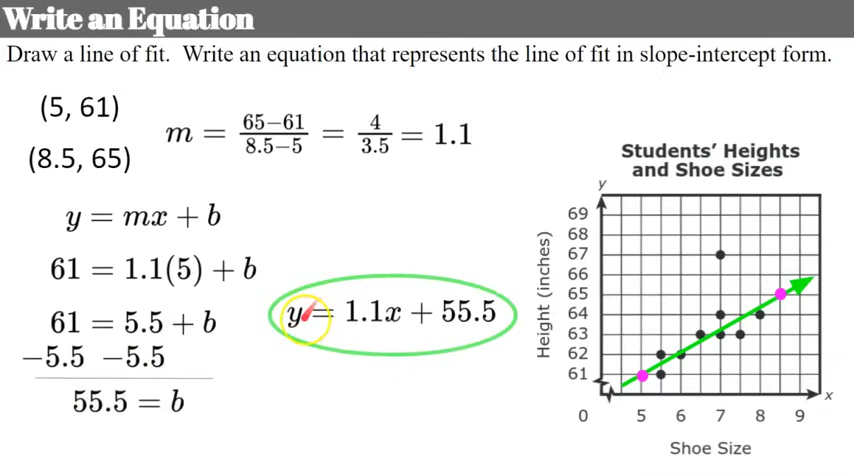 Write an Equation
Draw a line of fit.  Write an equation that represents the line of fit in slope-intercept form.
(5, 61)
(8.5, 65)
m = 65−61/8.5−5 = 4/3.5 = 1.1
y = mx + b
61 = 1.1(5) + b
61 = 5.5 + b
−5.5 −5.5
55.5 = b
y = 1.1x + 55.5
Students’ Heights
and Shoe Sizes
y
Height (inches)
69
68
67
66
65
64
63
62
61
x
0 5 6 7 8 9
Shoe Size